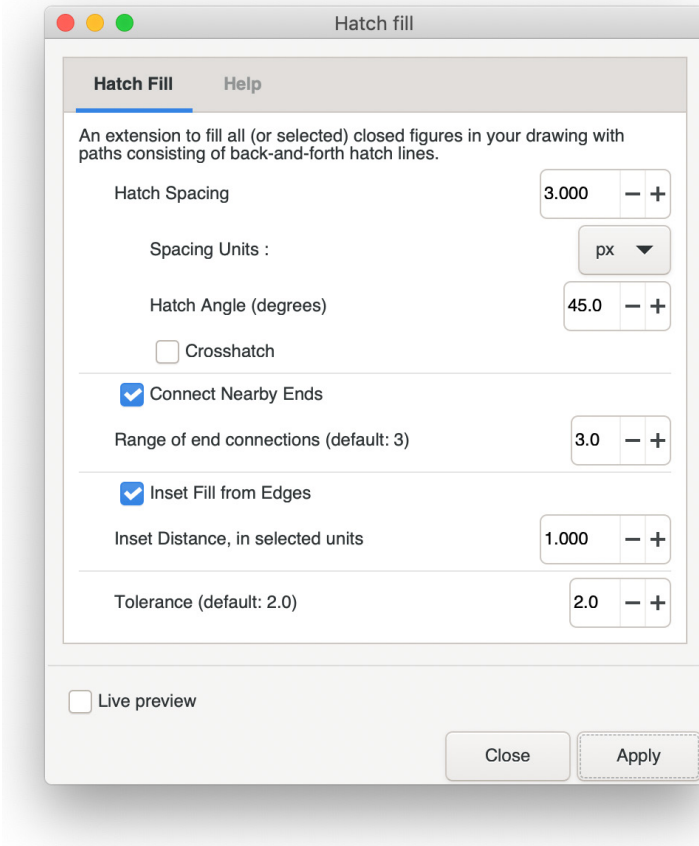 Hatch fill
Hatch Fill Help
An extension to fill all (or selected) closed figures in your drawing with
paths consisting of back-and-forth hatch lines.
Hatch Spacing 3.000 − +
Spacing Units : px
Hatch Angle (degrees) 45.0 − +
Crosshatch
Connect Nearby Ends
Range of end connections (default: 3) 3.0 − +
Inset Fill from Edges
Inset Distance, in selected units 1.000 − +
Tolerance (default: 2.0) 2.0 − +
Live preview
Close Apply